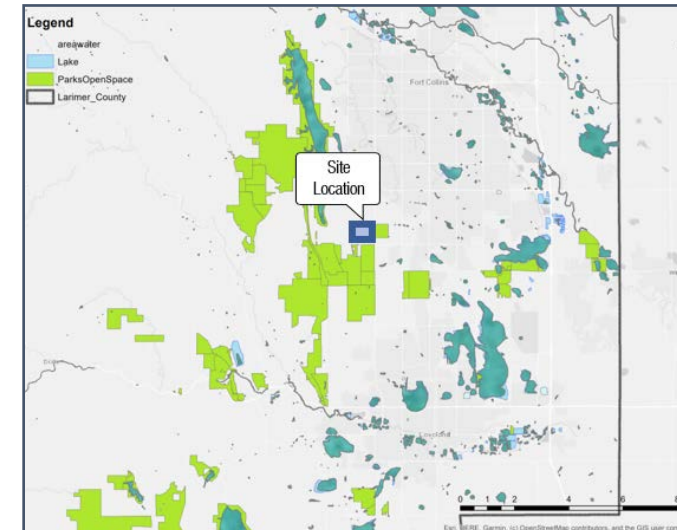 Legend
areawater
Lake
ParksOpenSpace
Larimer_County
Fort Collins
Site
Location
Loveland
0 1 2 4 6 8
Esri, HERE, Garmin, (c) OpenStreetMap contributors, and the GIS user com